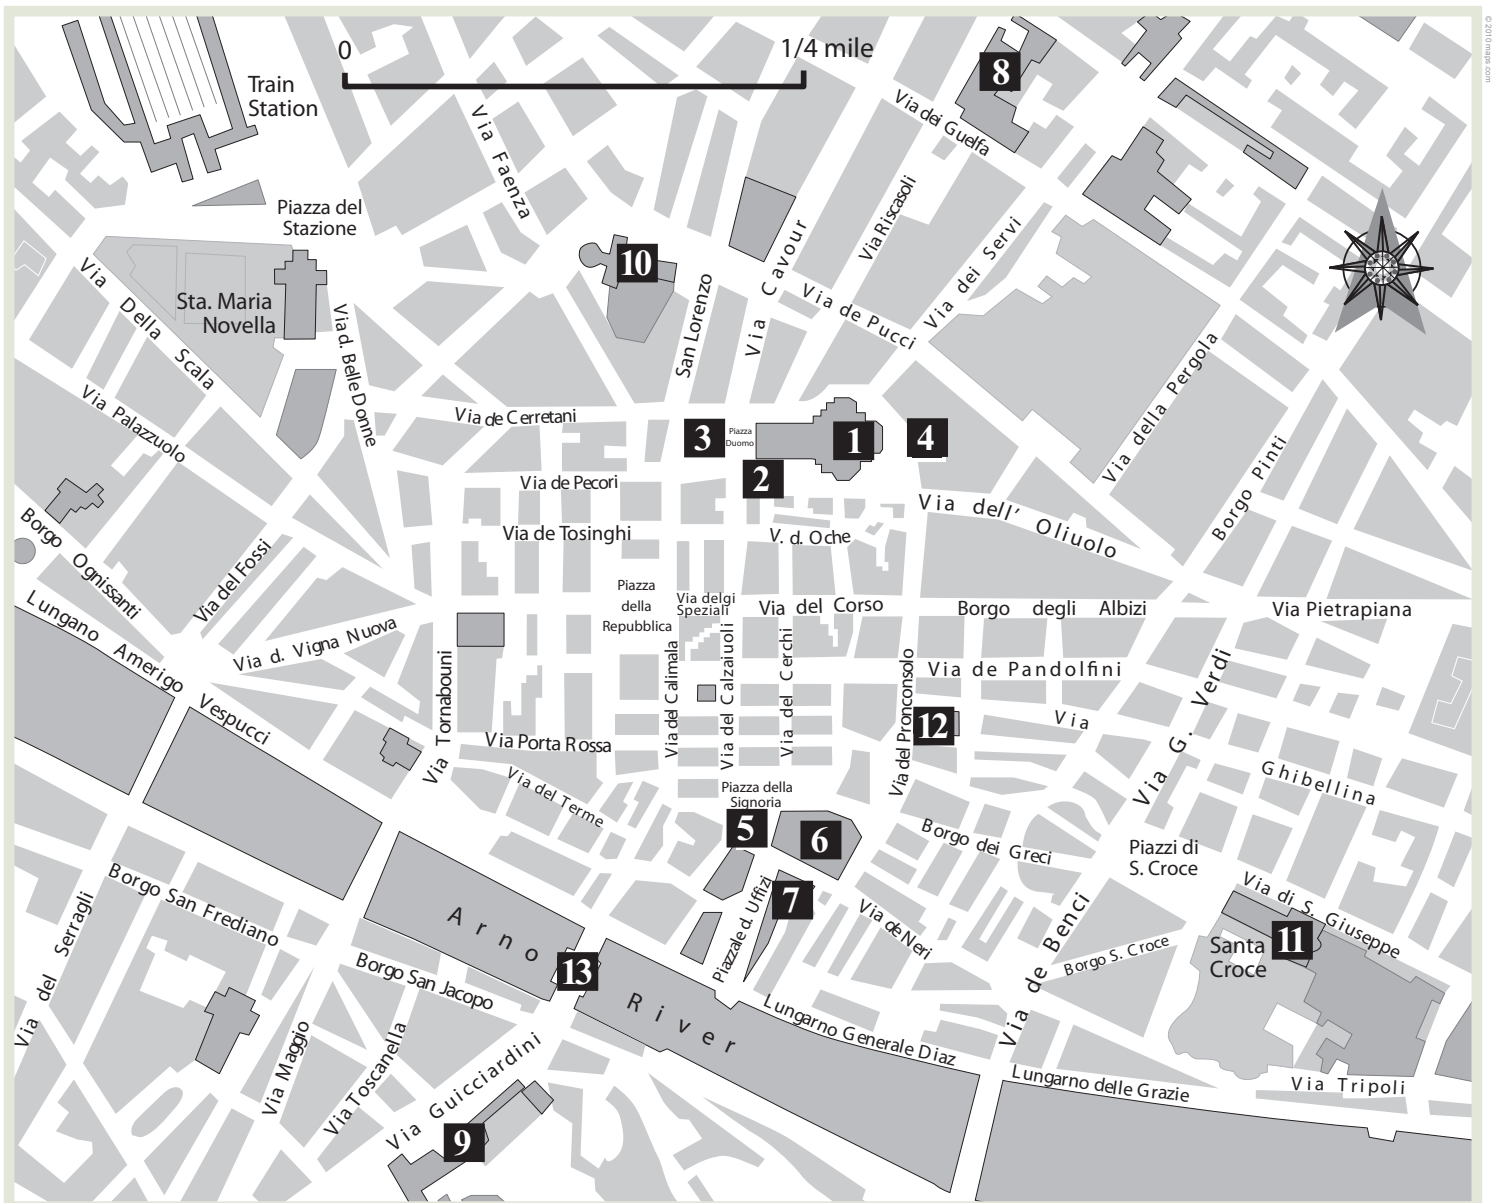 © 2010 maps.com
0
1/4 mile
Train
Station
8
Via dei Guelfa
Via Faenza
Piazza del
Stazione
Via Riscasoli
Via dei Servi
Via Cavour
10
Sta. Maria
Novella
Via
Della
Scala
San Lorenzo
Via de Pucci
Via d. Belle Donne
Via della Pergola
Via Palazzuolo
Via de Cerretani
3
Piazza
Duomo
1
4
2
Borgo Pinti
Via de Pecori
Via dell' Oliuolo
Via de Tosinghi
V. d. Oche
Borgo
Ognissanti
Via del Fossi
Piazza
della
Repubblica
Via delgi
Speziali
Via del Corso
Borgo degli Albizi
Via Pietrapiana
Lungano Amerigo
Vespucci
Via d. Vigna Nuova
Via Tornabouni
Via del Calimala
Via del Calzaiuoli
Via del Cerchi
Via del Pronconsolo
Via de Pandolfini
Via G. Verdi
12
Via
Ghibellina
Via Porta Rossa
Via del Terme
Piazza della
Signoria
5
6
Borgo dei Greci
Piazzi di
S. Croce
7
Piazzale d. Uffizi
Via de Neri
Via di S. Giuseppe
Borgo San Frediano
Via del Serragli
Arno
River
13
Via de Benci
Borgo S. Croce
Santa
Croce
11
Borgo San Jacopo
Lungarno Generale Diaz
Via Maggio
Via Toscanella
Via Guicciardini
Lungarno delle Grazie
Via Tripoli
9